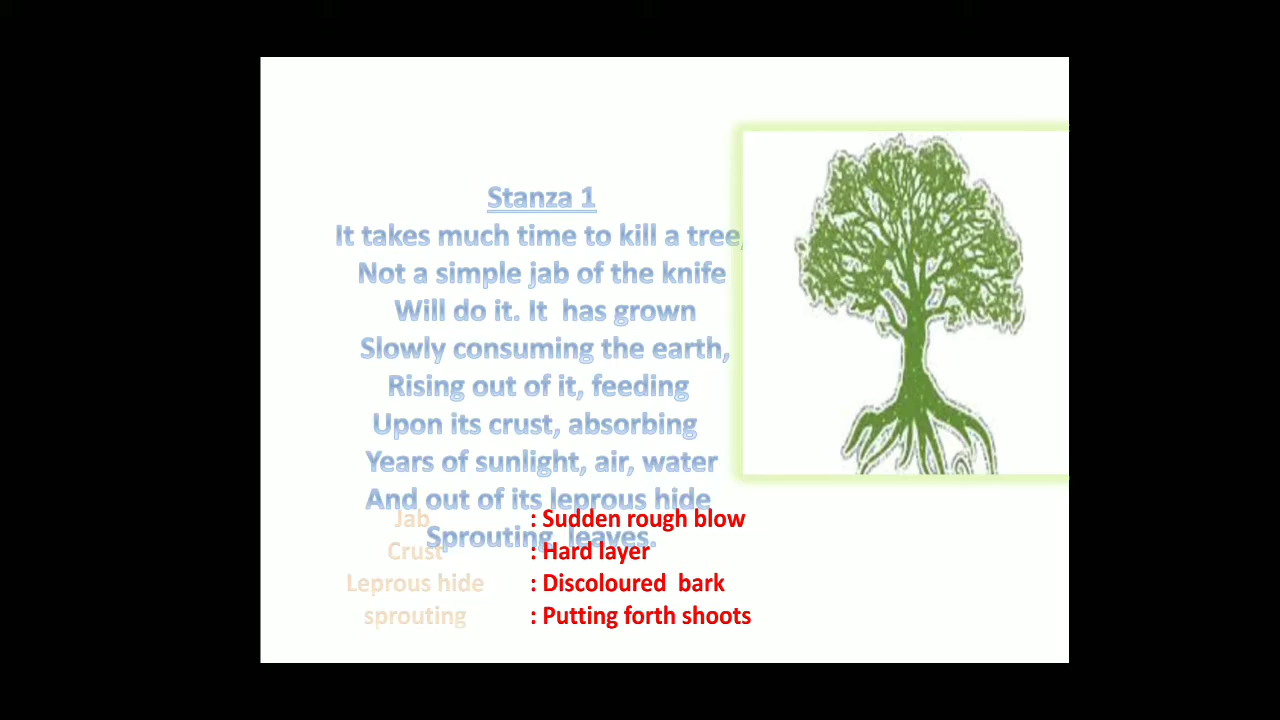 Stanza 1
It takes much time to kill a tree,
Not a simple jab of the knife
Will do it. It has grown
Slowly consuming the earth,
Rising out of it, feeding
Upon its crust, absorbing
Years of sunlight, air, water
And out of its leprous hide
Sprouting leaves.
Jab : Sudden rough blow
Crust : Hard layer
Leprous hide : Discoloured bark
sprouting : Putting forth shoots